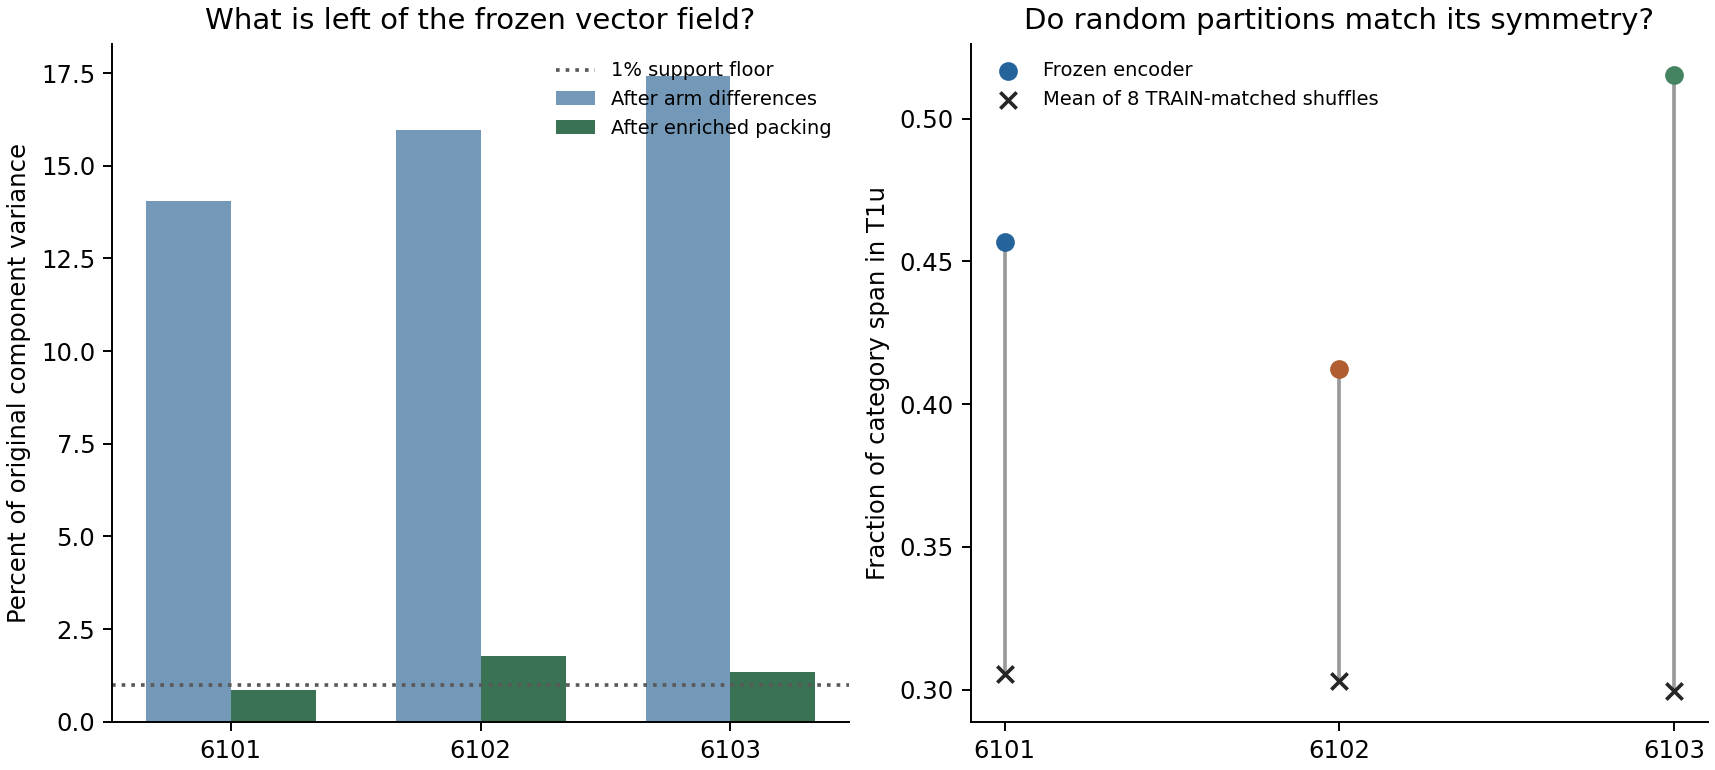 What is left of the frozen vector field?
Percent of original component variance
17.5
15.0
12.5
10.0
7.5
5.0
2.5
0.0
1% support floor
After arm differences
After enriched packing
6101
6102
6103
Do random partitions match its symmetry?
Fraction of category span in T1u
0.50
0.45
0.40
0.35
0.30
Frozen encoder
Mean of 8 TRAIN-matched shuffles
6101
6102
6103